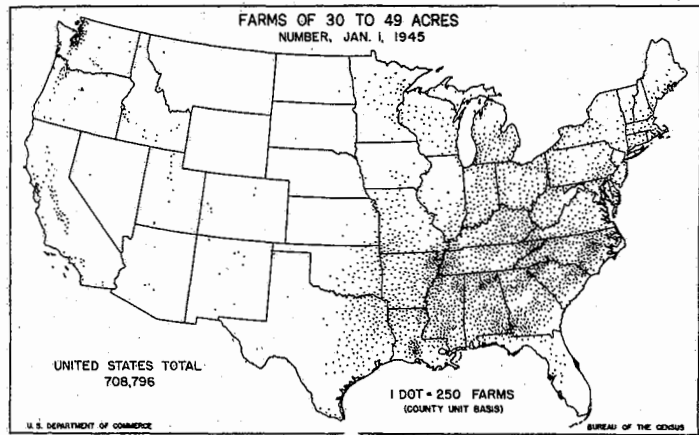 FARMS OF 30 TO 49 ACRES
NUMBER, JAN. 1, 1945
UNITED STATES TOTAL
708,796
1 DOT = 250 FARMS
(COUNTY UNIT BASIS)
U. S. DEPARTMENT OF COMMERCE
BUREAU OF THE CENSUS